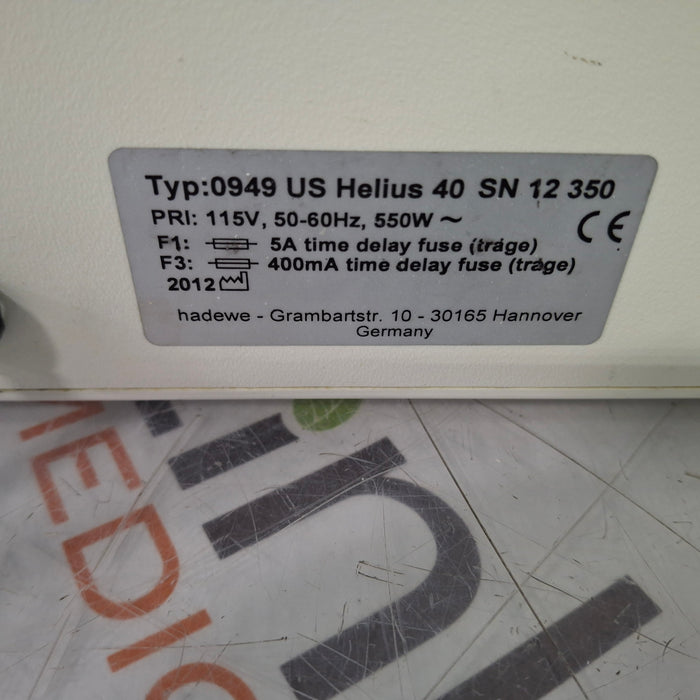 Typ:0949 US Helius 40 SN 12 350
PRI: 115V, 50-60Hz, 550W ~
CE
F1: 5A time delay fuse (träge)
F3: 400mA time delay fuse (träge)
2012
hadewe - Grambartstr. 10 - 30165 Hannover
Germany